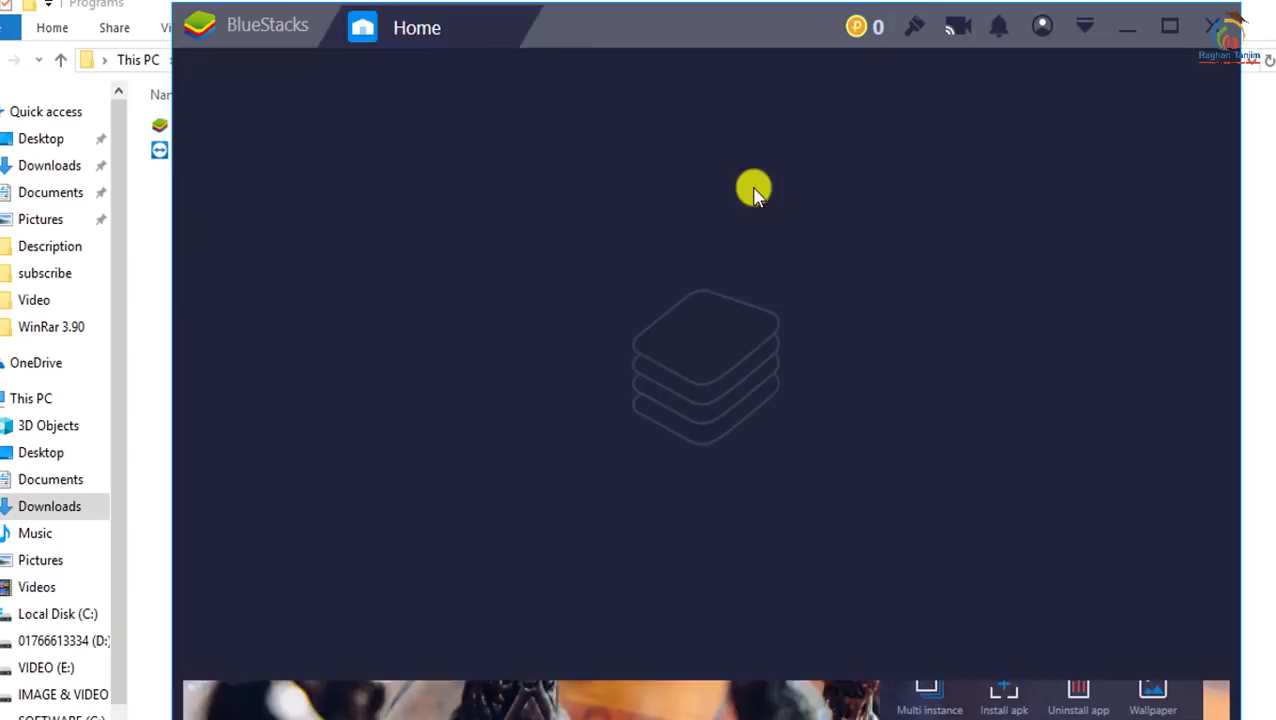 Programs
BlueStacks
Home
0
Home
Share
Vi
This PC
Rayhan Tanjim
Quick access
Nar
Desktop
Downloads
Documents
Pictures
Description
subscribe
Video
WinRar 3.90
OneDrive
This PC
3D Objects
Desktop
Documents
Downloads
Music
Pictures
Videos
Local Disk (C:)
01766613334 (D:)
VIDEO (E:)
IMAGE & VIDEO
Multi instance
Install apk
Uninstall app
Wallpaper